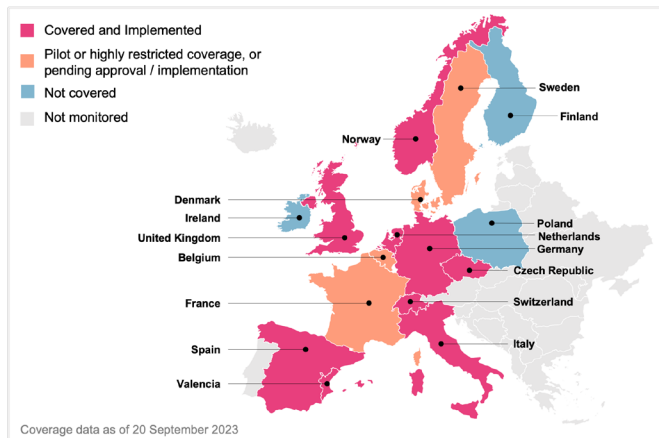 Covered and Implemented
Pilot or highly restricted coverage, or
pending approval / implementation
Not covered
Not monitored
Sweden
Finland
Norway
Denmark
Ireland
United Kingdom
Belgium
France
Spain
Valencia
Poland
Netherlands
Germany
Czech Republic
Switzerland
Italy
Coverage data as of 20 September 2023